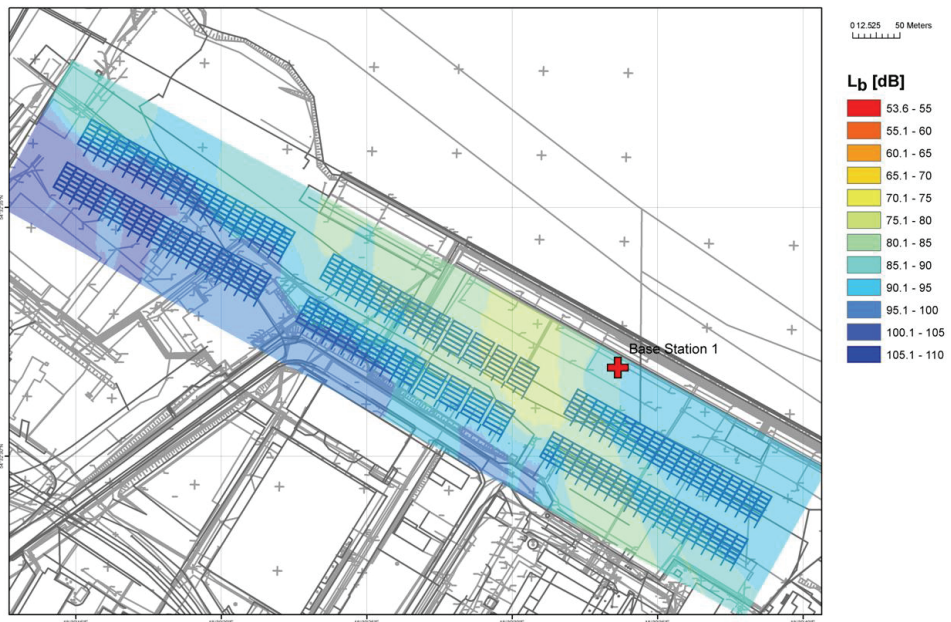 0 12.525 50 Meters
L_b [dB]
53.6 - 55
55.1 - 60
60.1 - 65
65.1 - 70
70.1 - 75
75.1 - 80
80.1 - 85
85.1 - 90
90.1 - 95
95.1 - 100
100.1 - 105
105.1 - 110
Base Station 1